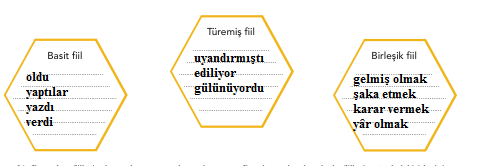 Basit fiil
oldu
yaptılar
yazdı
verdi
Türemiş fiil
uyandırmıştı
ediliyor
gülünüyordu
Birleşik fiil
gelmiş olmak
şaka etmek
karar vermek
yâr olmak